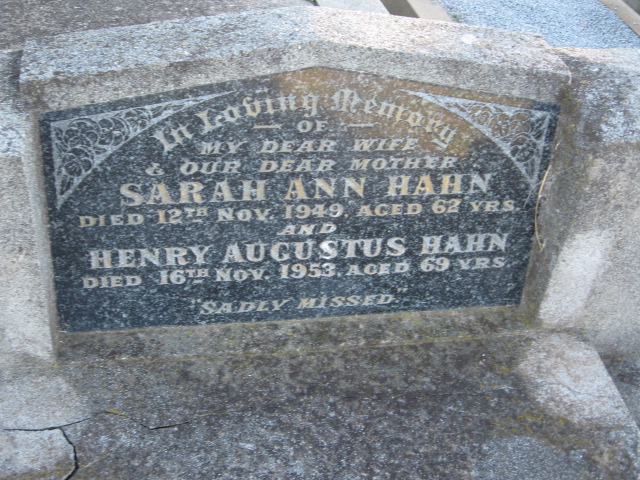 In Loving Memory
— OF —
MY DEAR WIFE
& OUR DEAR MOTHER
SARAH ANN HAHN
DIED 12TH NOV. 1949. AGED 62 YRS.
AND
HENRY AUGUSTUS HAHN
DIED 16TH NOV. 1953. AGED 69 YRS.
"SADLY MISSED"